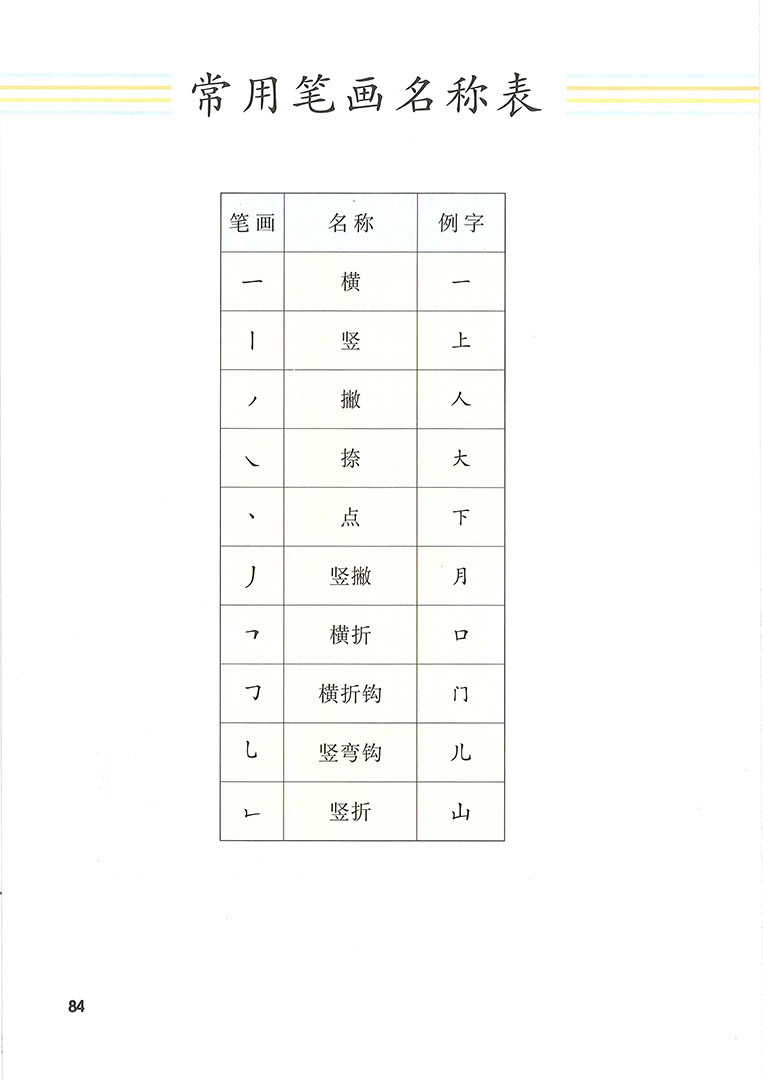 常用笔画名称表
笔画 名称 例字
一 横 一
丨 竖 上
丿 撇 人
㇏ 捺 大
丶 点 下
丿 竖撇 月
㇕ 横折 口
𠃌 横折钩 门
乚 竖弯钩 儿
𠃊 竖折 山
84